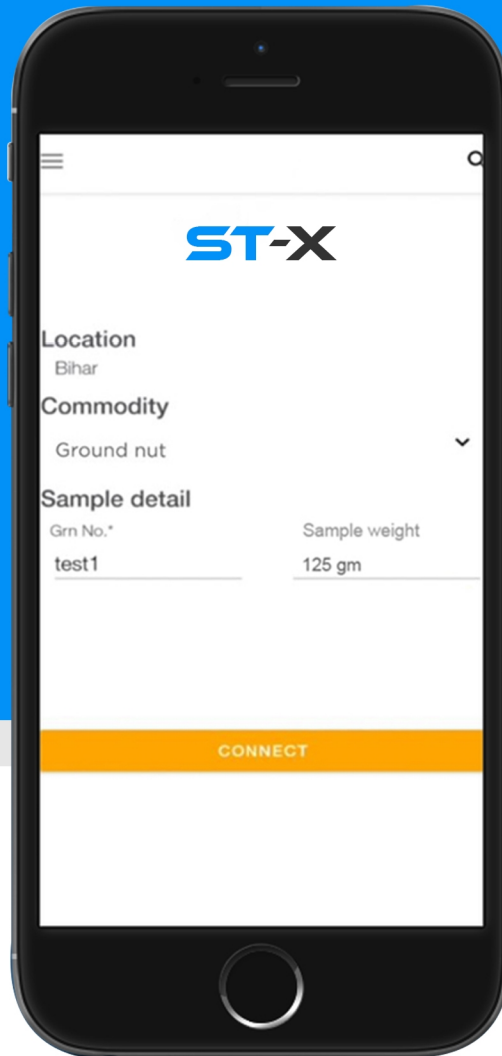 ST-X
Location
Bihar
Commodity
Ground nut
Sample detail
Grn No.* Sample weight
test1 125 gm
CONNECT